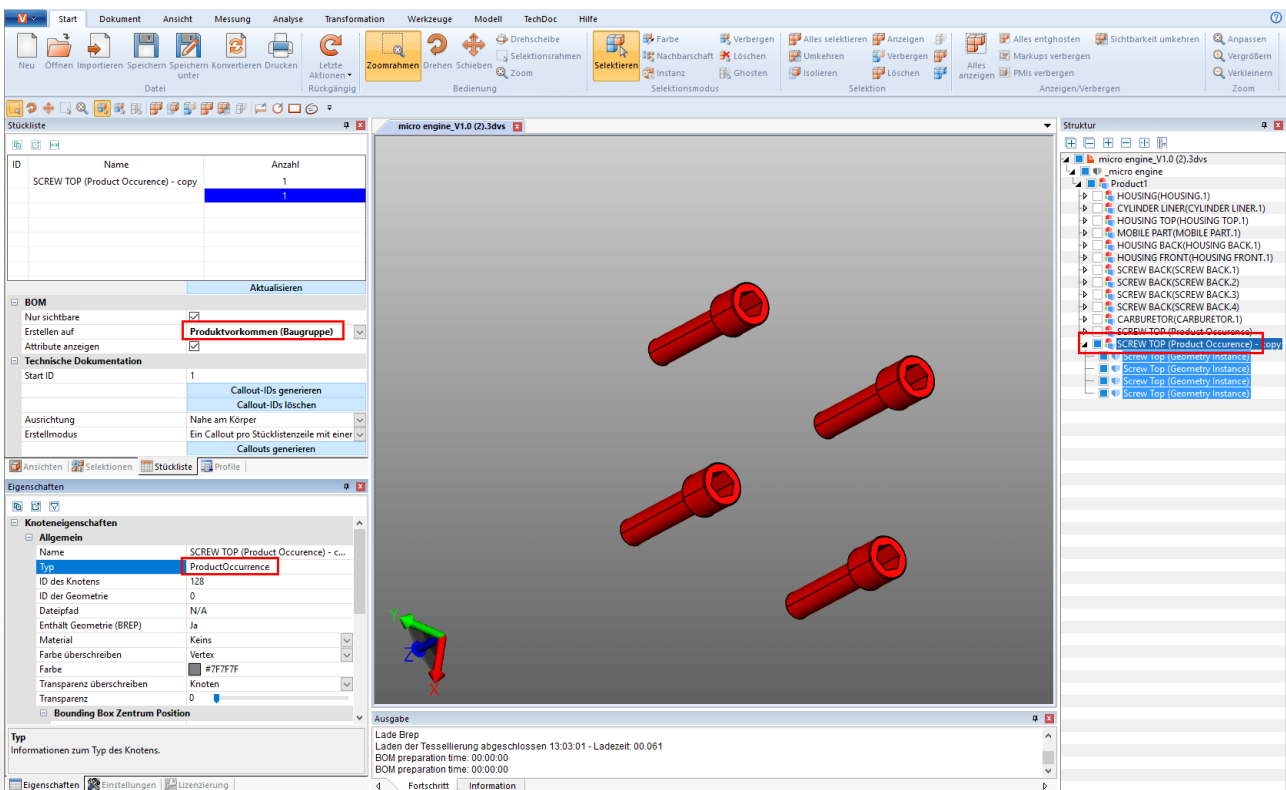 V Start Dokument Ansicht Messung Analyse Transformation Werkzeuge Modell TechDoc Hilfe
Neu Öffnen Importieren Speichern Speichern unter Konvertieren Drucken
Datei
Letzte Aktionen
Rückgängig
Zoomrahmen Drehen Schieben
Drehscheibe
Selektionsrahmen
Zoom
Bedienung
Selektieren
Farbe Verbergen
Nachbarschaft Löschen
Instanz Ghosten
Selektionsmodus
Alles selektieren Anzeigen
Umkehren Verbergen
Isolieren Löschen
Selektion
Alles anzeigen
Alles entghosten Sichtbarkeit umkehren
Markups verbergen
PMIs verbergen
Anzeigen/Verbergen
Anpassen
Vergrößern
Verkleinern
Zoom
Stückliste
ID Name Anzahl
SCREW TOP (Product Occurence) - copy 1
1
Aktualisieren
BOM
Nur sichtbare
Erstellen auf Produktvorkommen (Baugruppe)
Attribute anzeigen
Technische Dokumentation
Start ID 1
Callout-IDs generieren
Callout-IDs löschen
Ausrichtung Nahe am Körper
Erstellmodus Ein Callout pro Stücklistenzeile mit einer
Callouts generieren
Ansichten Selektionen Stückliste Profile
Eigenschaften
Knoteneigenschaften
Allgemein
Name SCREW TOP (Product Occurence) - c...
Typ ProductOccurrence
ID des Knotens 128
ID der Geometrie 0
Dateipfad N/A
Enthält Geometrie (BREP) Ja
Material Keins
Farbe überschreiben Vertex
Farbe #7F7F7F
Transparenz überschreiben Knoten
Transparenz 0
Bounding Box Zentrum Position
Typ
Informationen zum Typ des Knotens.
Eigenschaften Einstellungen Lizenzierung
micro engine_V1.0 (2).3dvs
Y
Z
X
Ausgabe
Lade Brep
Laden der Tessellierung abgeschlossen 13:03:01 - Ladezeit: 00.061
BOM preparation time: 00:00:00
BOM preparation time: 00:00:00
Fortschritt Information
Struktur
micro engine_V1.0 (2).3dvs
_micro engine
Product1
HOUSING(HOUSING.1)
CYLINDER LINER(CYLINDER LINER.1)
HOUSING TOP(HOUSING TOP.1)
MOBILE PART(MOBILE PART.1)
HOUSING BACK(HOUSING BACK.1)
HOUSING FRONT(HOUSING FRONT.1)
SCREW BACK(SCREW BACK.1)
SCREW BACK(SCREW BACK.2)
SCREW BACK(SCREW BACK.3)
SCREW BACK(SCREW BACK.4)
CARBURETOR(CARBURETOR.1)
SCREW TOP (Product Occurence)
SCREW TOP (Product Occurence) - copy
Screw Top (Geometry Instance)
Screw Top (Geometry Instance)
Screw Top (Geometry Instance)
Screw Top (Geometry Instance)